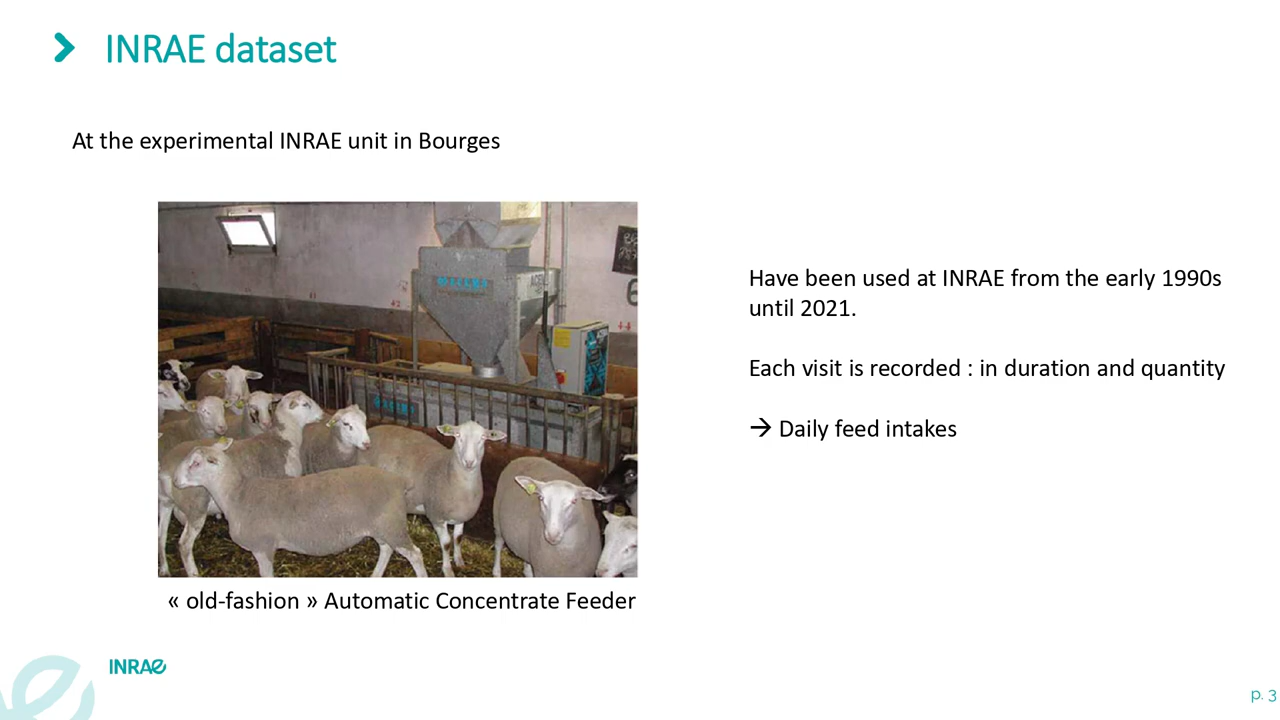 INRAE dataset
At the experimental INRAE unit in Bourges
Have been used at INRAE from the early 1990s
until 2021.
Each visit is recorded : in duration and quantity
→ Daily feed intakes
« old-fashion » Automatic Concentrate Feeder
INRAE
p. 3